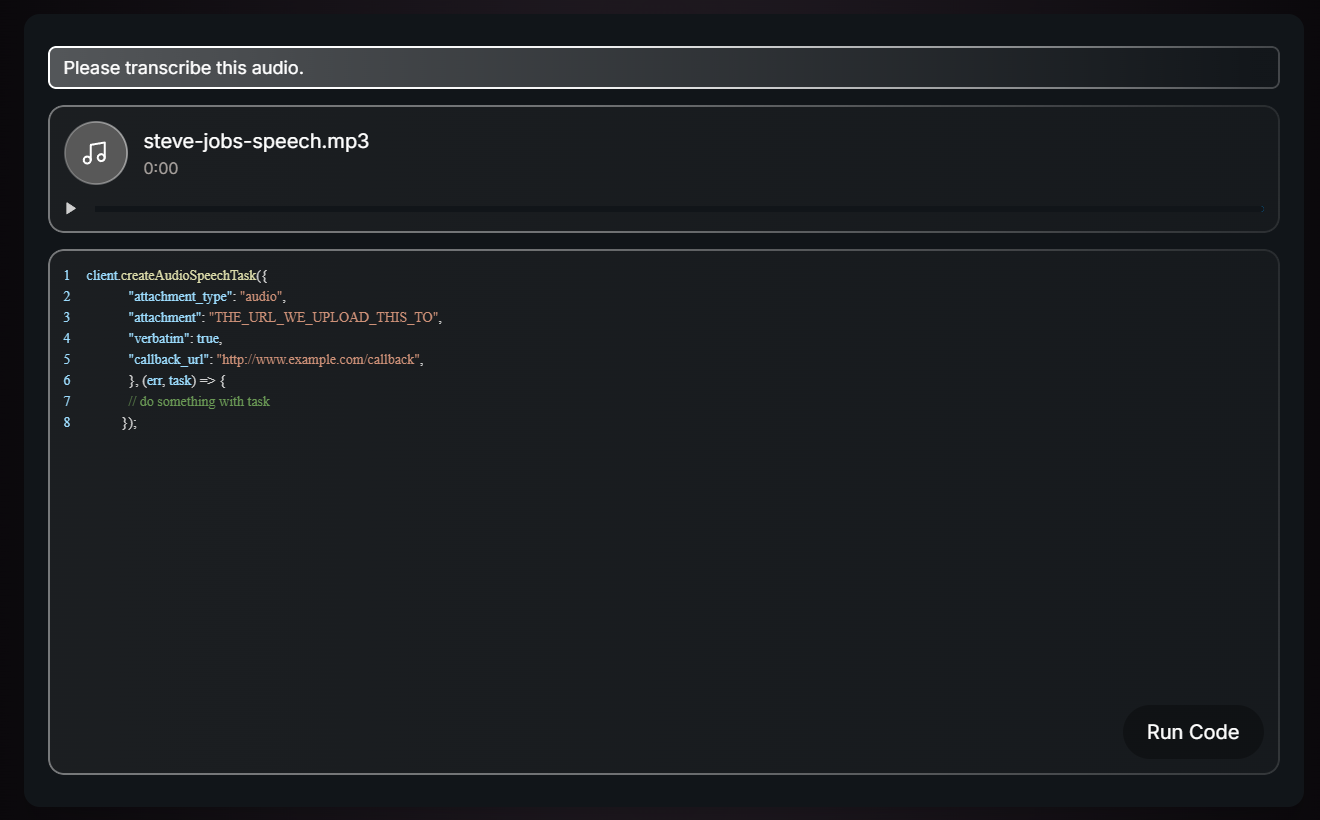 Please transcribe this audio.
steve-jobs-speech.mp3
0:00
1 client.createAudioSpeechTask({
2 "attachment_type": "audio",
3 "attachment": "THE_URL_WE_UPLOAD_THIS_TO",
4 "verbatim": true,
5 "callback_url": "http://www.example.com/callback",
6 }, (err, task) => {
7 // do something with task
8 });
Run Code